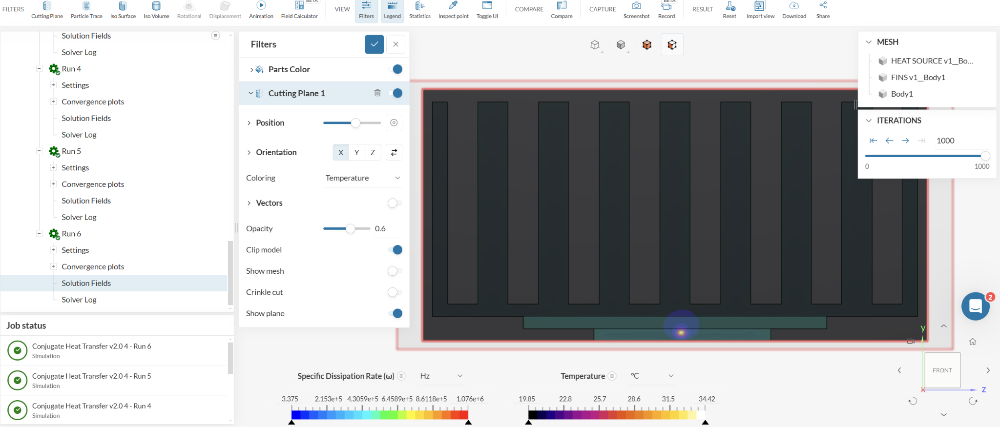 FILTERS
Cutting Plane
Particle Trace
Iso Surface
Iso Volume
Rotational
Displacement
Animation
BETA
Field Calculator
VIEW
Filters
Legend
Statistics
Inspect point
Toggle UI
COMPARE
Compare
CAPTURE
Screenshot
BETA
Record
RESULT
Reset
Import view
Download
Share
Solution Fields
Solver Log
Run 4
Settings
Convergence plots
Solution Fields
Solver Log
Run 5
Settings
Convergence plots
Solution Fields
Solver Log
Run 6
Settings
Convergence plots
Solution Fields
Solver Log
Job status
Conjugate Heat Transfer v2.0 4 - Run 6
Simulation
Conjugate Heat Transfer v2.0 4 - Run 5
Simulation
Conjugate Heat Transfer v2.0 4 - Run 4
Simulation
Filters
Parts Color
Cutting Plane 1
Position
Orientation X Y Z
Coloring Temperature
Vectors
Opacity 0.6
Clip model
Show mesh
Crinkle cut
Show plane
MESH
HEAT SOURCE v1__Bo...
FINS v1__Body1
Body1
ITERATIONS
1000
0 1000
2
y
FRONT
X Z
Specific Dissipation Rate (ω) Hz
3.375 2.153e+5 4.3059e+5 6.4589e+5 8.6118e+5 1.076e+6
Temperature °C
19.85 22.8 25.7 28.6 31.5 34.42